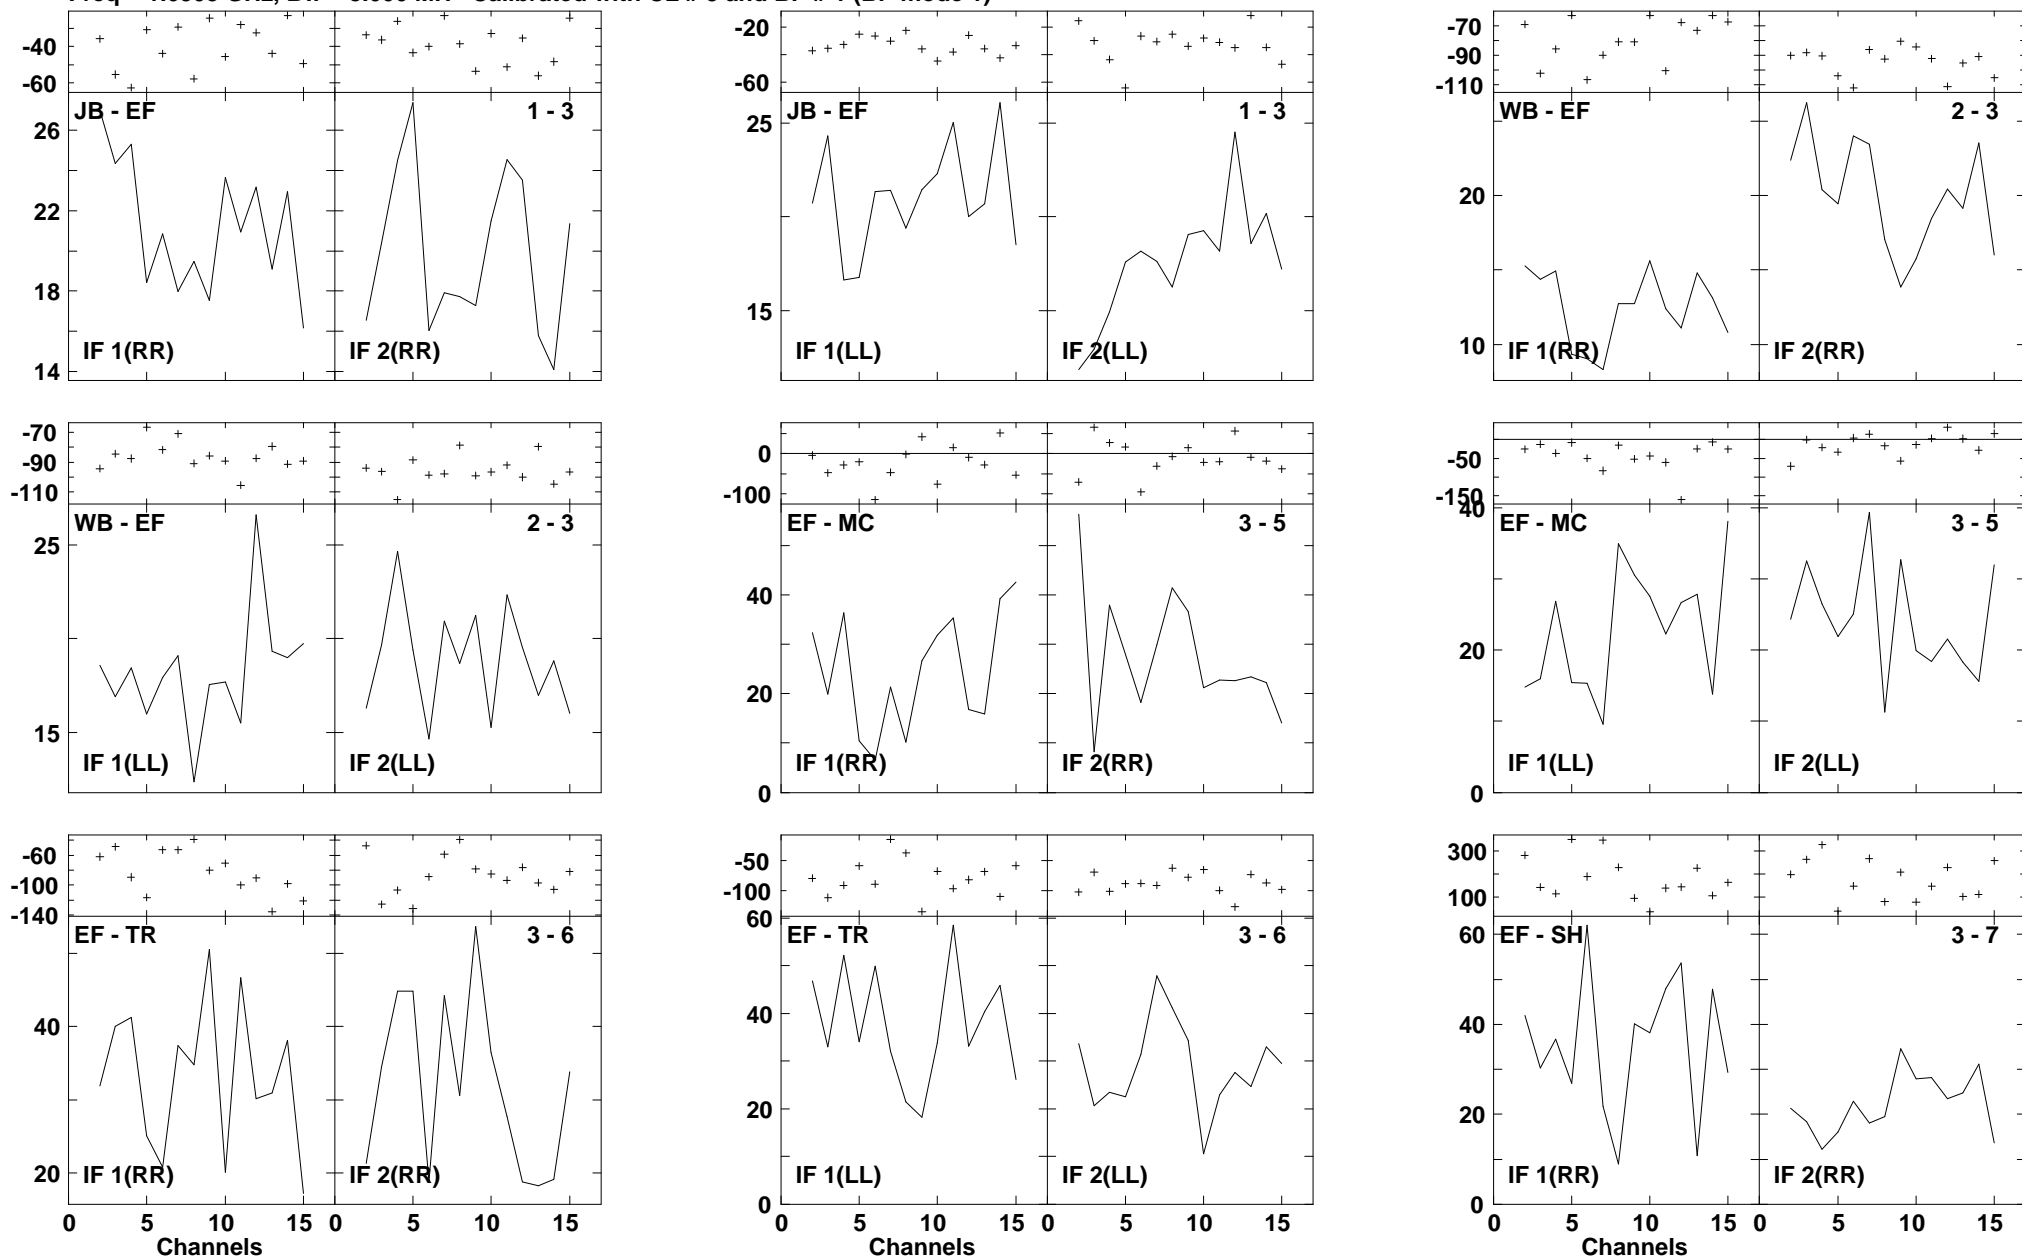 -40
-60
JB - EF
1 - 3
26
22
18
14
IF 1(RR)
IF 2(RR)
-20
-60
JB - EF
1 - 3
25
15
IF 1(LL)
IF 2(LL)
-70
-90
-110
WB - EF
2 - 3
20
10
IF 1(RR)
IF 2(RR)
-70
-90
-110
WB - EF
2 - 3
25
15
IF 1(LL)
IF 2(LL)
0
-100
EF - MC
3 - 5
40
20
0
IF 1(RR)
IF 2(RR)
-50
-150
40
EF - MC
3 - 5
20
0
IF 1(LL)
IF 2(LL)
-60
-100
-140
EF - TR
3 - 6
40
20
IF 1(RR)
IF 2(RR)
0 5 10 15 0 5 10 15
Channels
-50
-100
60
EF - TR
3 - 6
40
20
0
IF 1(LL)
IF 2(LL)
0 5 10 15 0 5 10 15
Channels
300
100
EF - SH
3 - 7
60
40
20
0
IF 1(RR)
IF 2(RR)
0 5 10 15 0 5 10 15
Channels